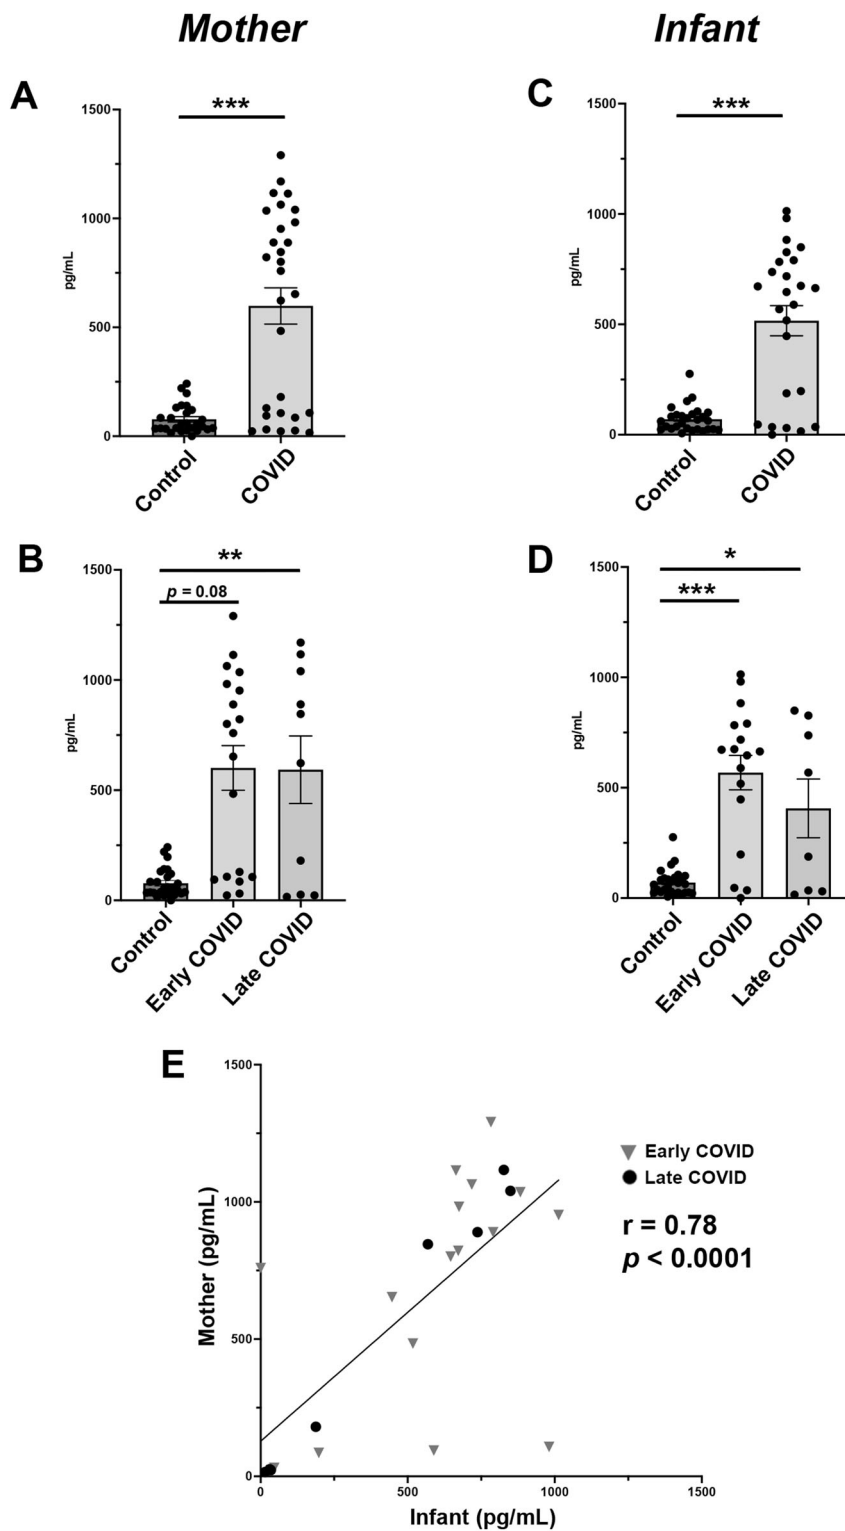 Mother
Infant
A
***
1500
1000
500
0
pg/mL
Control
COVID
C
***
1500
1000
500
0
pg/mL
Control
COVID
B
**
p = 0.08
1500
1000
500
0
pg/mL
Control
Early COVID
Late COVID
D
*
***
1500
1000
500
0
pg/mL
Control
Early COVID
Late COVID
E
1500
1000
500
0
Mother (pg/mL)
Early COVID
Late COVID
r = 0.78
p < 0.0001
0
500
1000
1500
Infant (pg/mL)